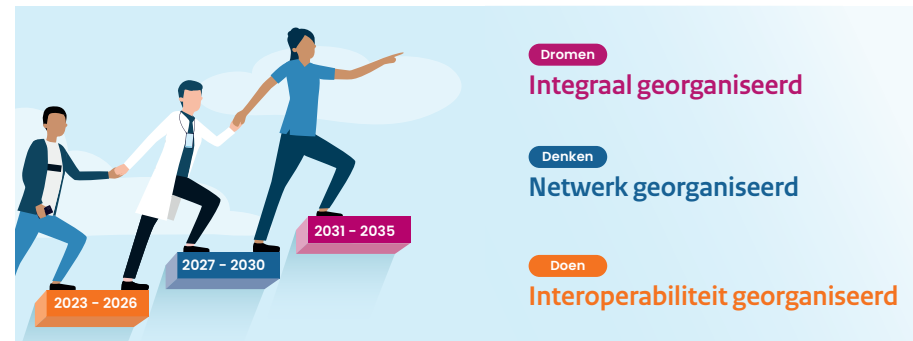 Dromen
Integraal georganiseerd
Denken
Netwerk georganiseerd
2031 - 2035
2027 - 2030
Doen
2023 - 2026
Interoperabiliteit georganiseerd